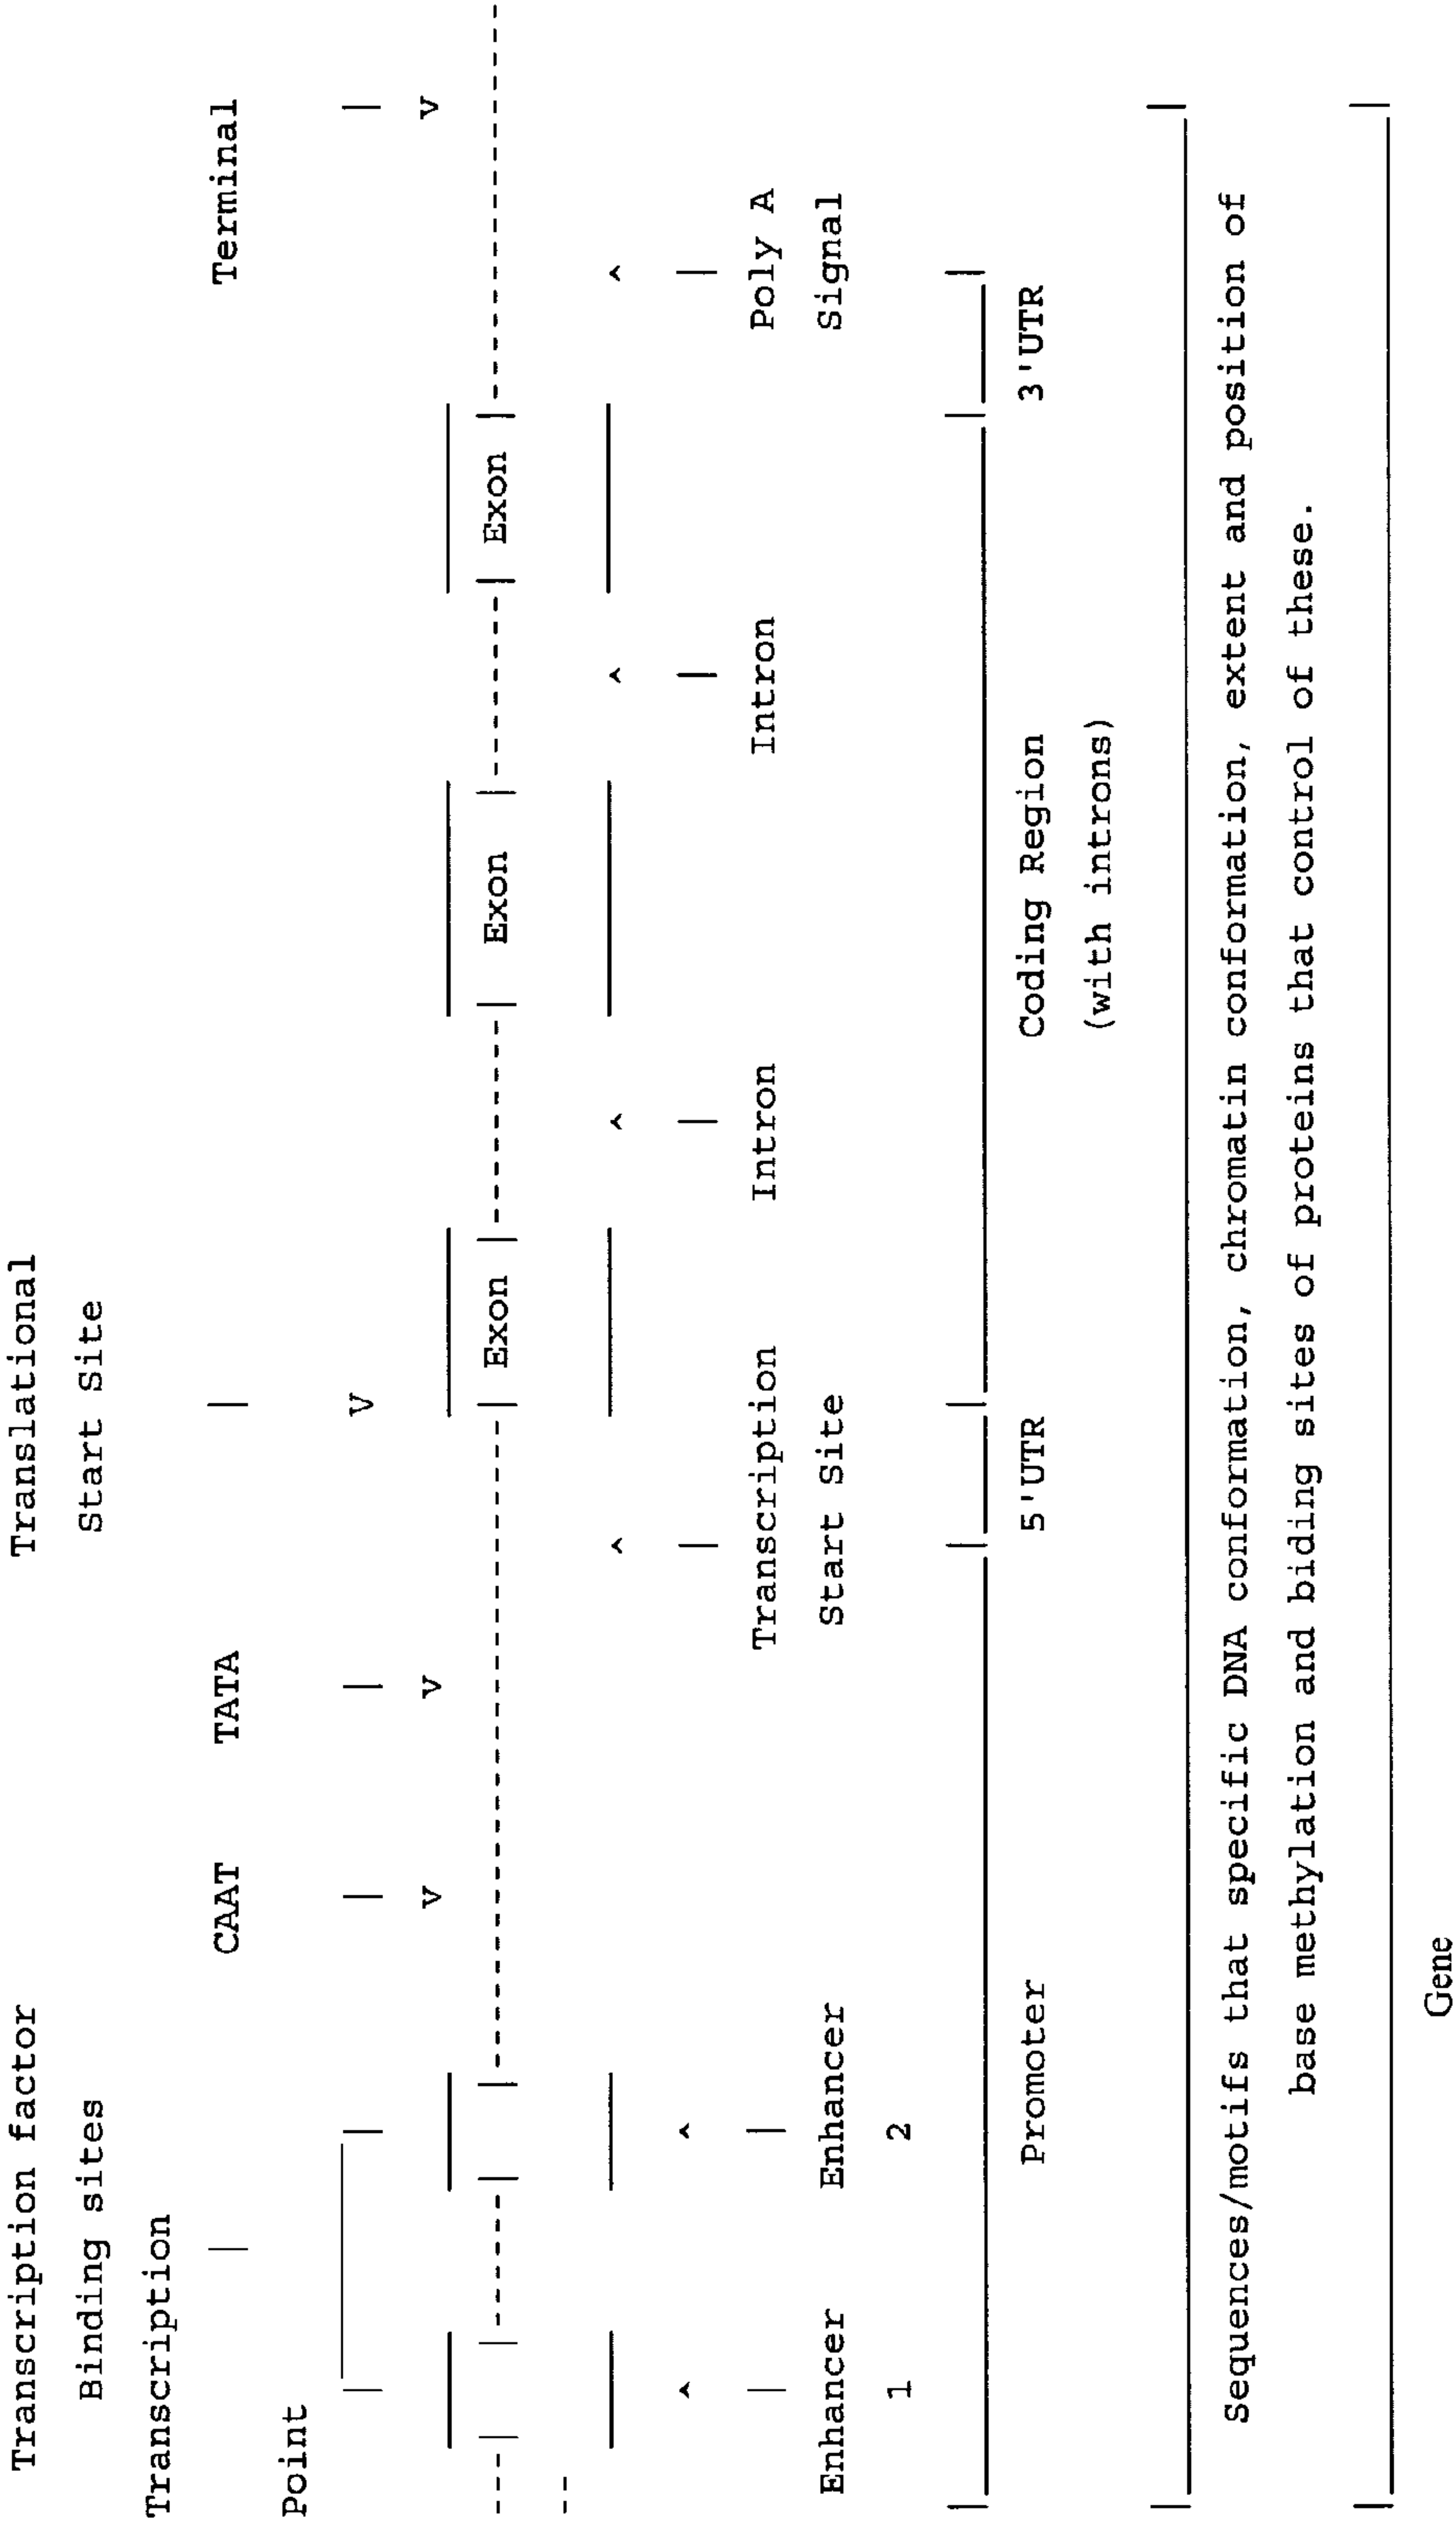 Transcription factor
Binding sites
Transcription
Point
Translational
Start Site
CAAT
TATA
Terminal
Exon
Exon
Exon
Enhancer
1
Enhancer
2
Transcription
Start Site
Intron
Intron
Poly A
Signal
Promoter
5'UTR
Coding Region
(with introns)
3'UTR
Sequences/motifs that specific DNA conformation, chromatin conformation, extent and position of
base methylation and biding sites of proteins that control of these.
Gene